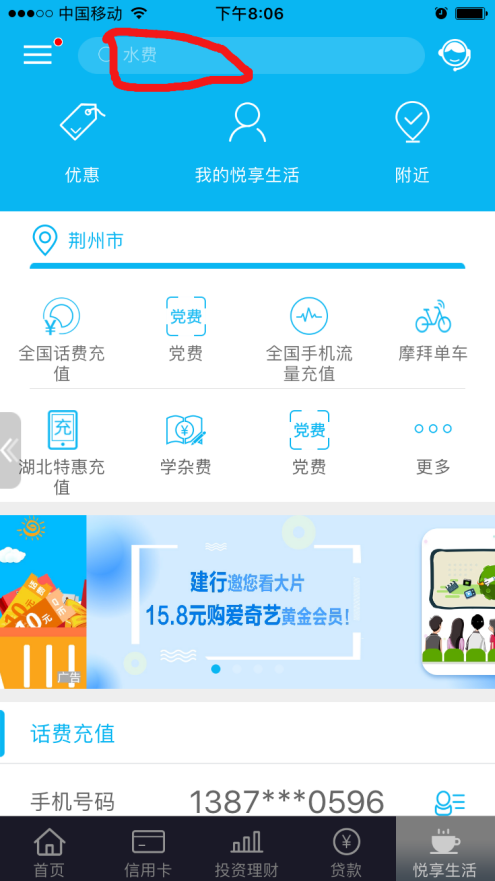 中国移动
下午8:06
水费
优惠
我的悦享生活
附近
荆州市
党费
全国话费充
值
党费
全国手机流
量充值
摩拜单车
充
党费
湖北特惠充
值
学杂费
党费
更多
建行邀您看大片
15.8元购爱奇艺黄金会员!
10元
广告
话费充值
手机号码
1387***0596
首页
信用卡
投资理财
贷款
悦享生活